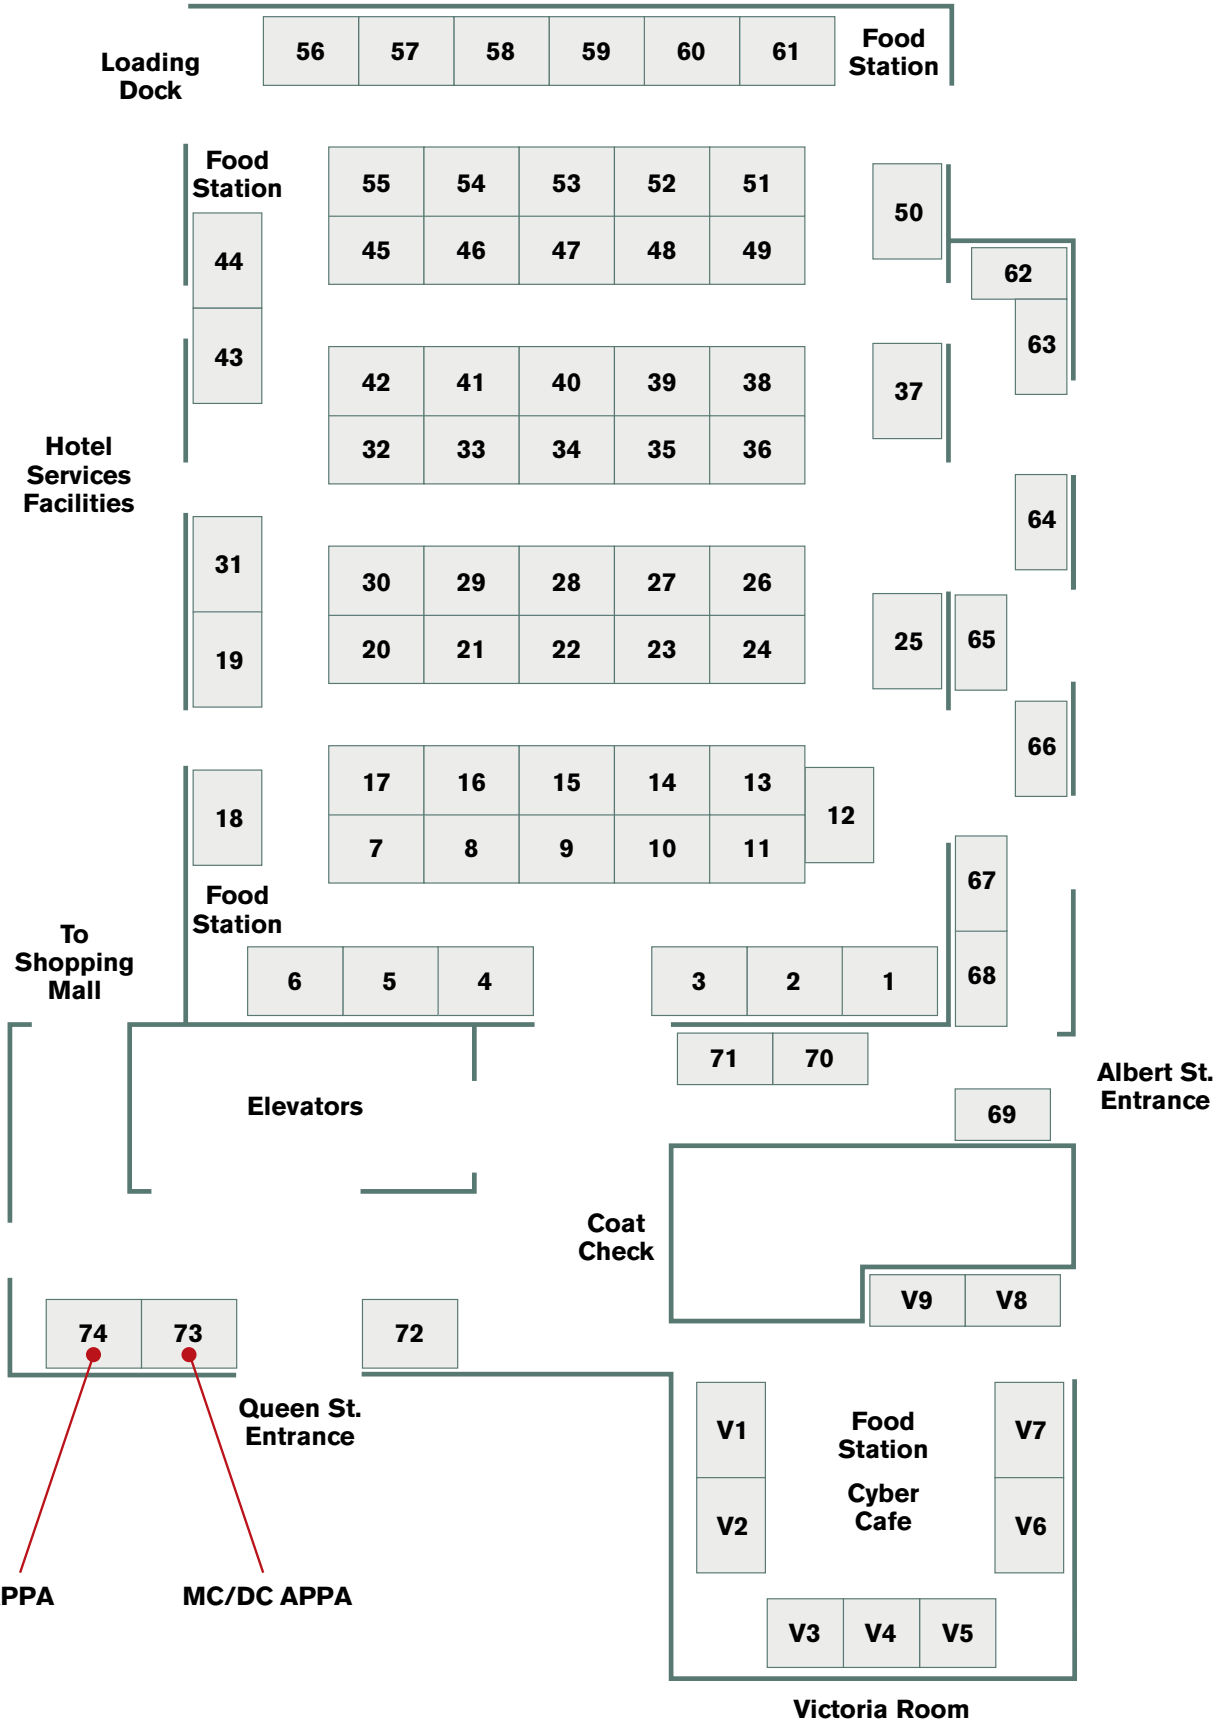 56 57 58 59 60 61
Food
Station
Loading
Dock
Food
Station
55 54 53 52 51
45 46 47 48 49
50
44
43
62
63
42 41 40 39 38
32 33 34 35 36
37
Hotel
Services
Facilities
64
31
19
30 29 28 27 26
20 21 22 23 24
25
65
66
17 16 15 14 13
7 8 9 10 11
12
18
Food
Station
67
68
To
Shopping
Mall
6 5 4
3 2 1
71 70
Elevators
Albert St.
Entrance
69
Coat
Check
V9 V8
74 73
72
Queen St.
Entrance
V1
V2
Food
Station
Cyber
Cafe
V7
V6
PPA
MC/DC APPA
V3 V4 V5
Victoria Room